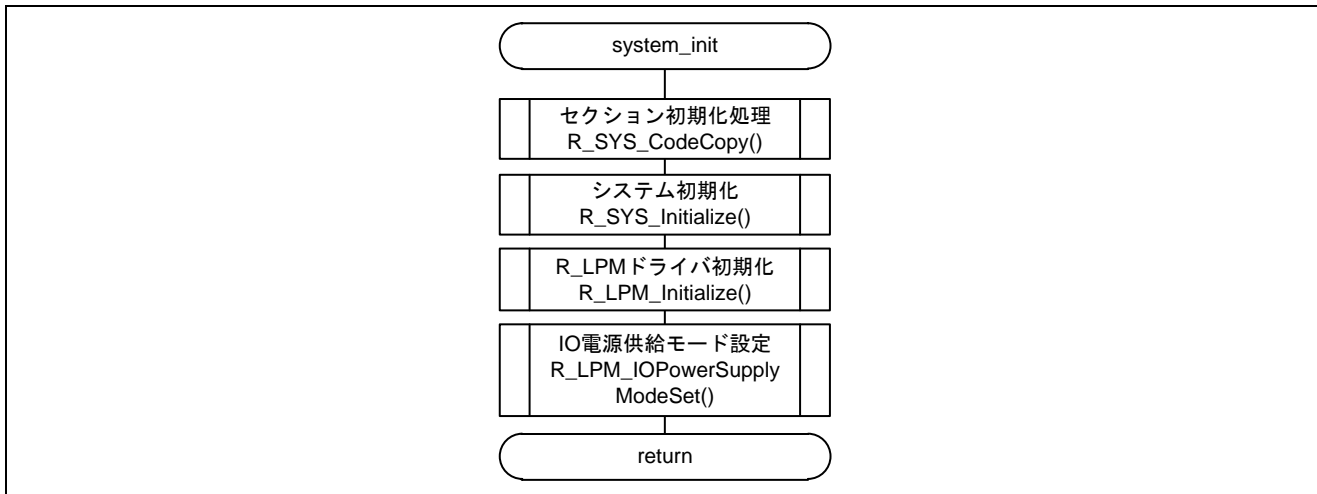 system_init
セクション初期化処理
R_SYS_CodeCopy()
システム初期化
R_SYS_Initialize()
R_LPMドライバ初期化
R_LPM_Initialize()
IO電源供給モード設定
R_LPM_IOPowerSupply
ModeSet()
return